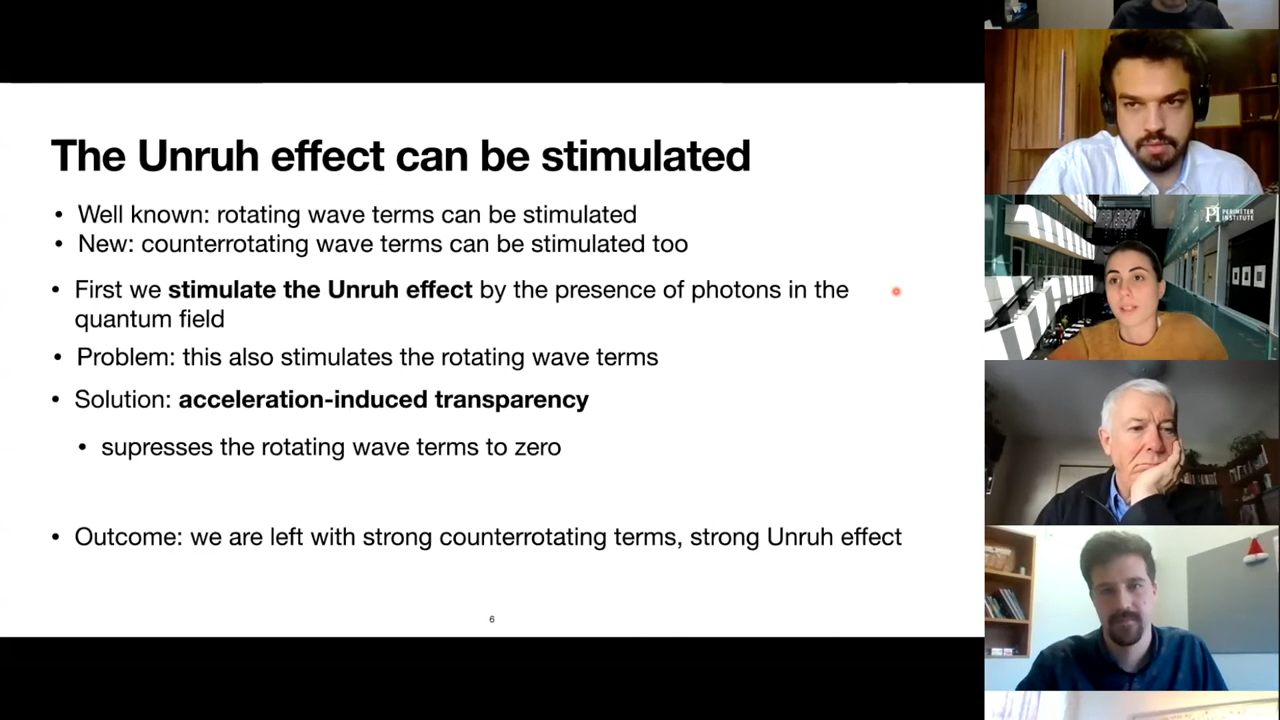 The Unruh effect can be stimulated
• Well known: rotating wave terms can be stimulated
• New: counterrotating wave terms can be stimulated too
• First we stimulate the Unruh effect by the presence of photons in the
quantum field
• Problem: this also stimulates the rotating wave terms
• Solution: acceleration-induced transparency
• supresses the rotating wave terms to zero
• Outcome: we are left with strong counterrotating terms, strong Unruh effect
6
PI PERIMETER
INSTITUTE